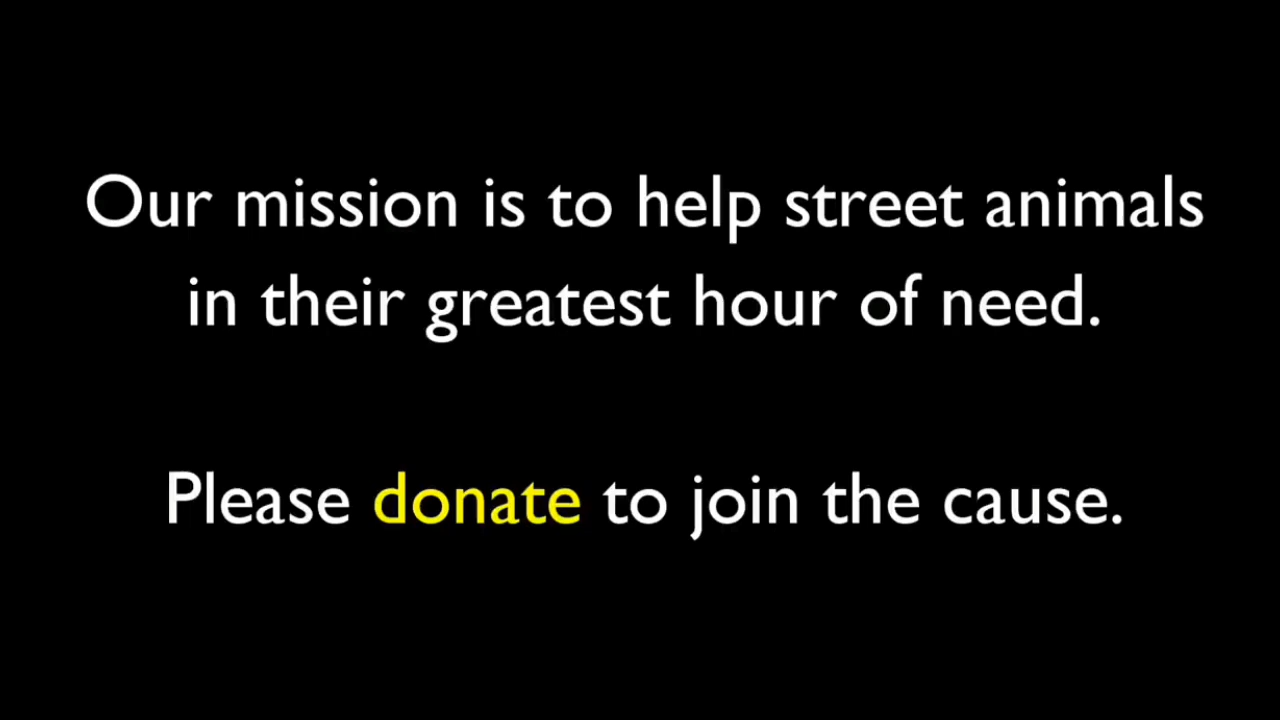 Our mission is to help street animals
in their greatest hour of need.
Please donate to join the cause.